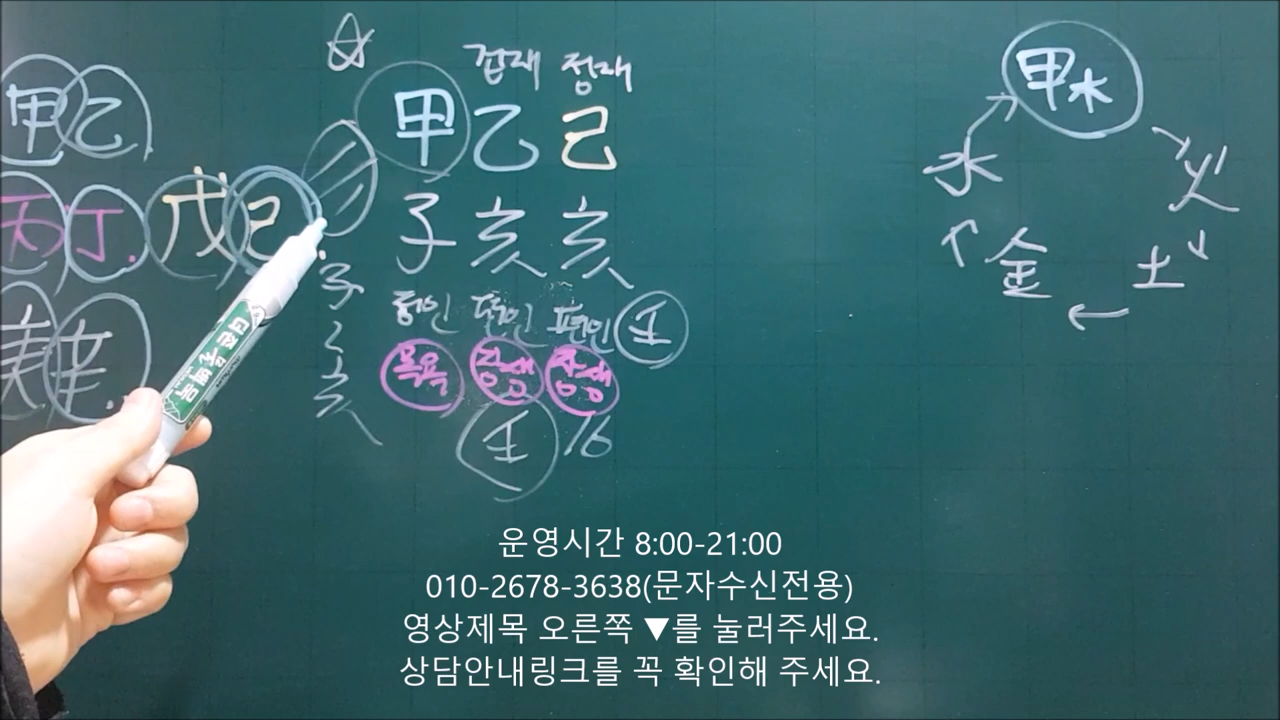 겁재 정재
甲 乙 己
子 亥 亥
정인 편인 편인 壬
목욕 장생 장생
壬 16
甲 乙
丙 丁. 戊 己.
辛.
子
亥
甲木
水 火
金 土
운영시간 8:00-21:00
010-2678-3638(문자수신전용)
영상제목 오른쪽 ▼를 눌러주세요.
상담안내링크를 꼭 확인해 주세요.